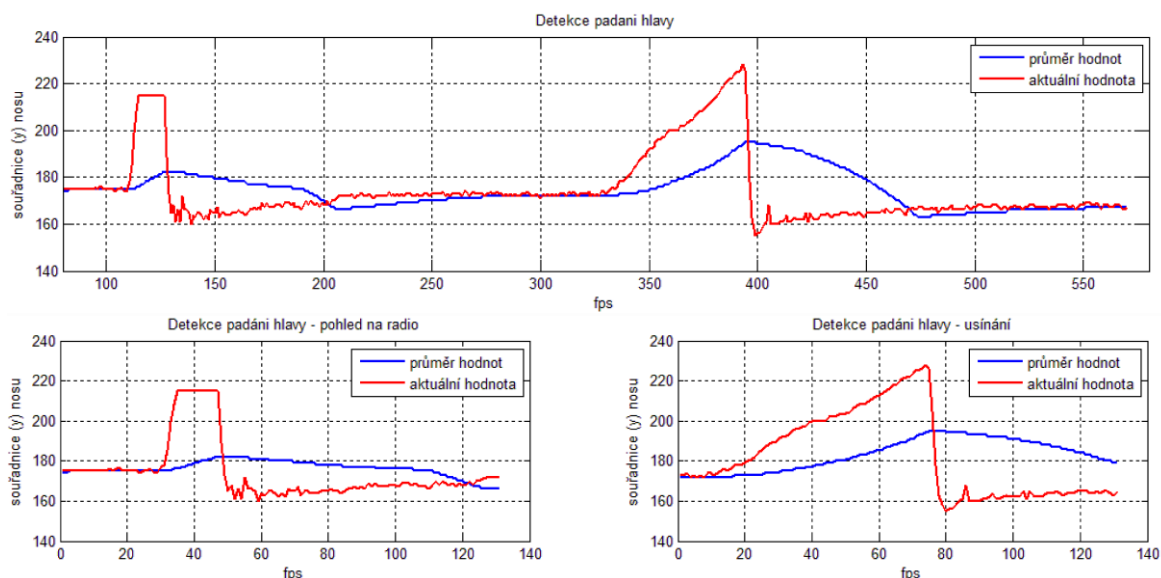 Detekce padani hlavy
souřadnice (y) nosu
240
220
200
180
160
140
průměr hodnot
aktuální hodnota
100 150 200 250 300 350 400 450 500 550
fps
Detekce padáni hlavy - pohled na radio
souřadnice (y) nosu
240
220
200
180
160
140
průměr hodnot
aktuální hodnota
0 20 40 60 80 100 120 140
fps
Detekce padáni hlavy - usínání
souřadnice (y) nosu
240
220
200
180
160
140
průměr hodnot
aktuální hodnota
0 20 40 60 80 100 120 140
fps